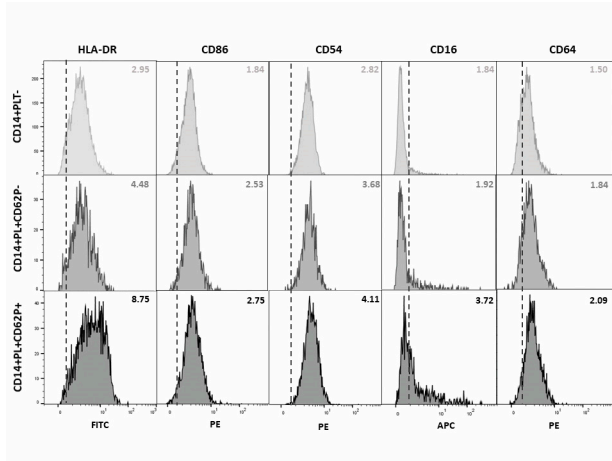 HLA-DR CD86 CD54 CD16 CD64
CD14+PLT-
2.95 1.84 2.82 1.84 1.50
CD14+PL+CD62P-
4.48 2.53 3.68 1.92 1.84
CD14+PL+CD62P+
8.75 2.75 4.11 3.72 2.09
FITC PE PE APC PE